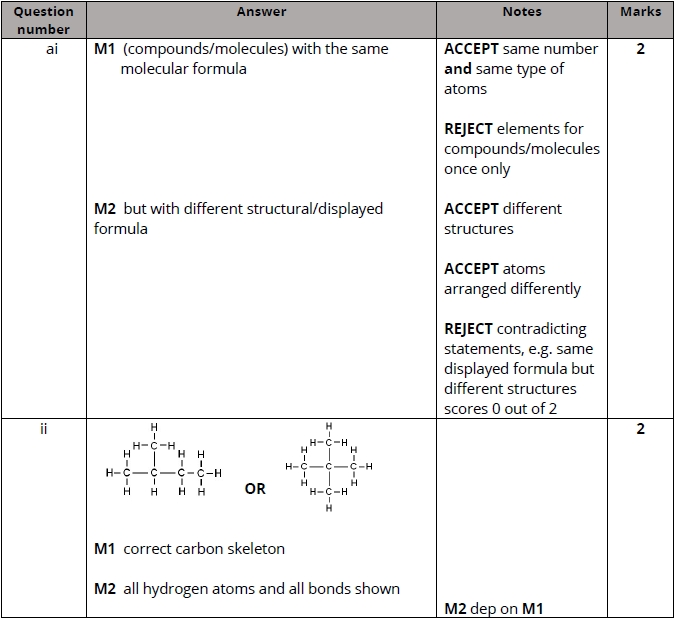 Question number Answer Notes Marks
ai M1 (compounds/molecules) with the same ACCEPT same number 2
molecular formula and same type of
atoms
REJECT elements for
compounds/molecules
once only
M2 but with different structural/displayed ACCEPT different
formula structures
ACCEPT atoms
arranged differently
REJECT contradicting
statements, e.g. same
displayed formula but
different structures
scores 0 out of 2
ii 2
H H
H-C-H H-C-H
H H H H H
H-C-C-C-C-H OR H-C-C-C-H
H H H H H H
H-C-H
H
M1 correct carbon skeleton
M2 all hydrogen atoms and all bonds shown
M2 dep on M1